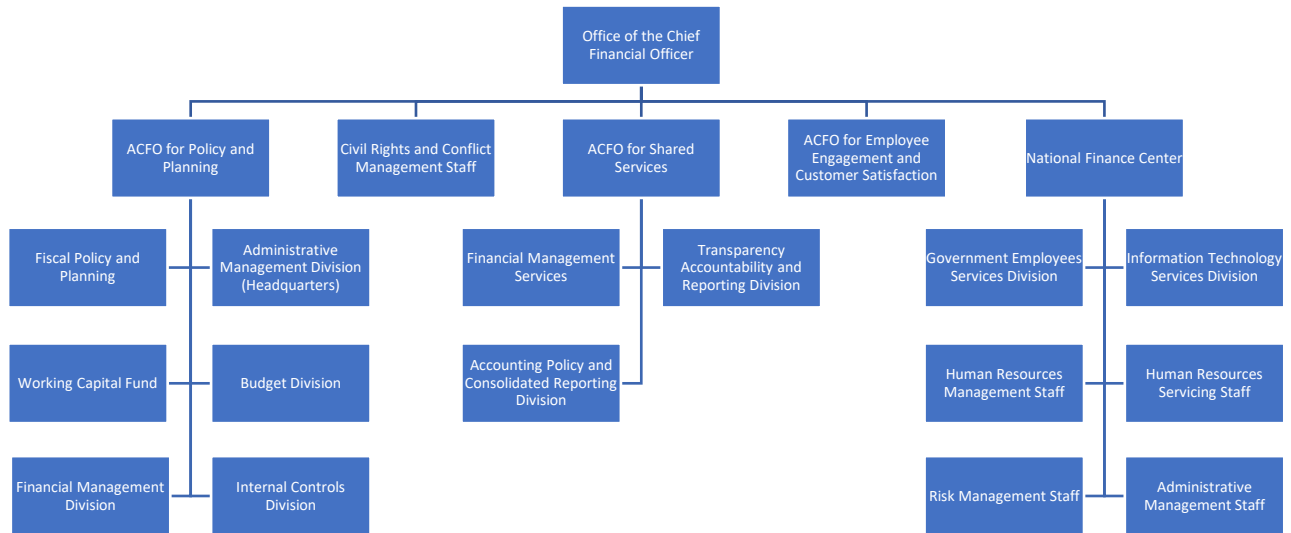 Office of the Chief
Financial Officer
ACFO for Policy and
Planning
Civil Rights and Conflict
Management Staff
ACFO for Shared
Services
ACFO for Employee
Engagement and
Customer Satisfaction
National Finance Center
Fiscal Policy and
Planning
Administrative
Management Division
(Headquarters)
Financial Management
Services
Transparency
Accountability and
Reporting Division
Government Employees
Services Division
Information Technology
Services Division
Working Capital Fund
Budget Division
Accounting Policy and
Consolidated Reporting
Division
Human Resources
Management Staff
Human Resources
Servicing Staff
Financial Management
Division
Internal Controls
Division
Risk Management Staff
Administrative
Management Staff